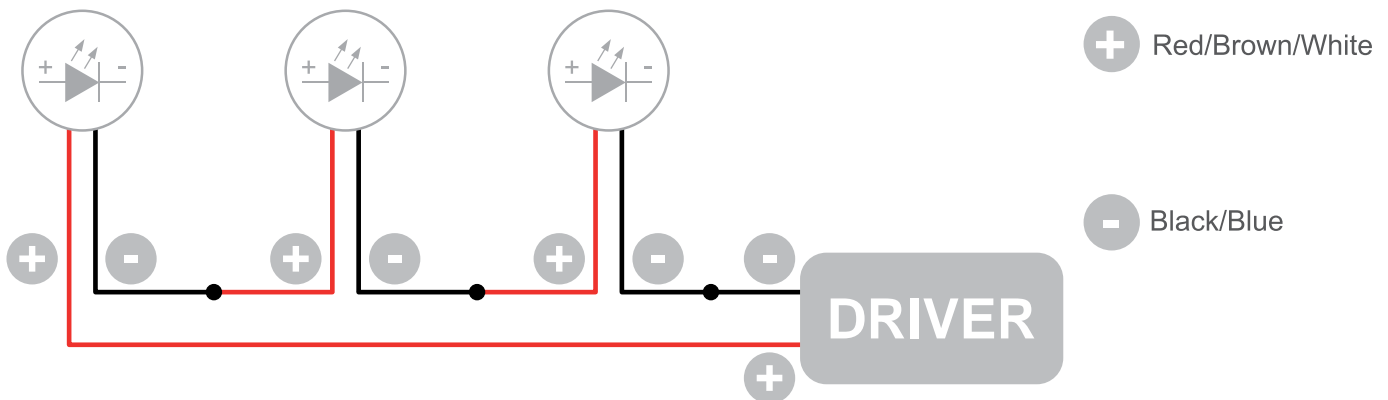 + - + - + -
+ Red/Brown/White
+ - + - + - -
- Black/Blue
DRIVER
+